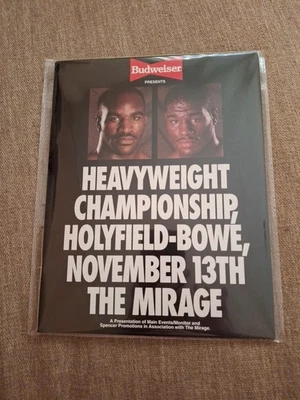 Budweiser
PRESENTS
HEAVYWEIGHT
CHAMPIONSHIP,
HOLYFIELD-BOWE,
NOVEMBER 13TH
THE MIRAGE
A Presentation of Main Events/Monitor and
Spencer Promotions in Association with The Mirage.